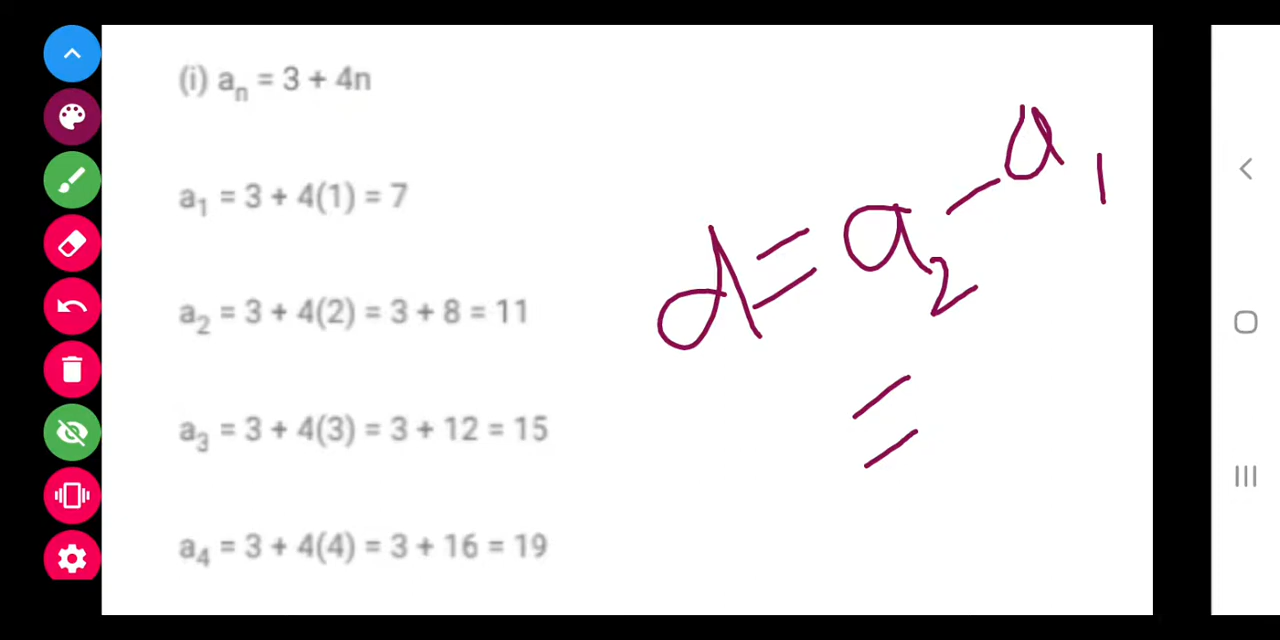 (i) aₙ = 3 + 4n
a₁ = 3 + 4(1) = 7
a₂ = 3 + 4(2) = 3 + 8 = 11
a₃ = 3 + 4(3) = 3 + 12 = 15
a₄ = 3 + 4(4) = 3 + 16 = 19
d = a₂ - a₁
=